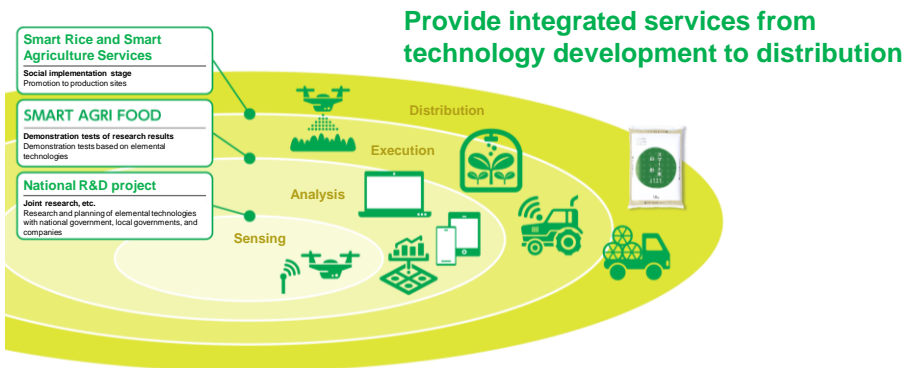 Provide integrated services from
technology development to distribution
Smart Rice and Smart
Agriculture Services
Social implementation stage
Promotion to production sites
SMART AGRI FOOD
Demonstration tests of research results
Demonstration tests based on elemental
technologies
National R&D project
Joint research, etc.
Research and planning of elemental technologies
with national government, local governments, and
companies
Distribution
Execution
Analysis
Sensing